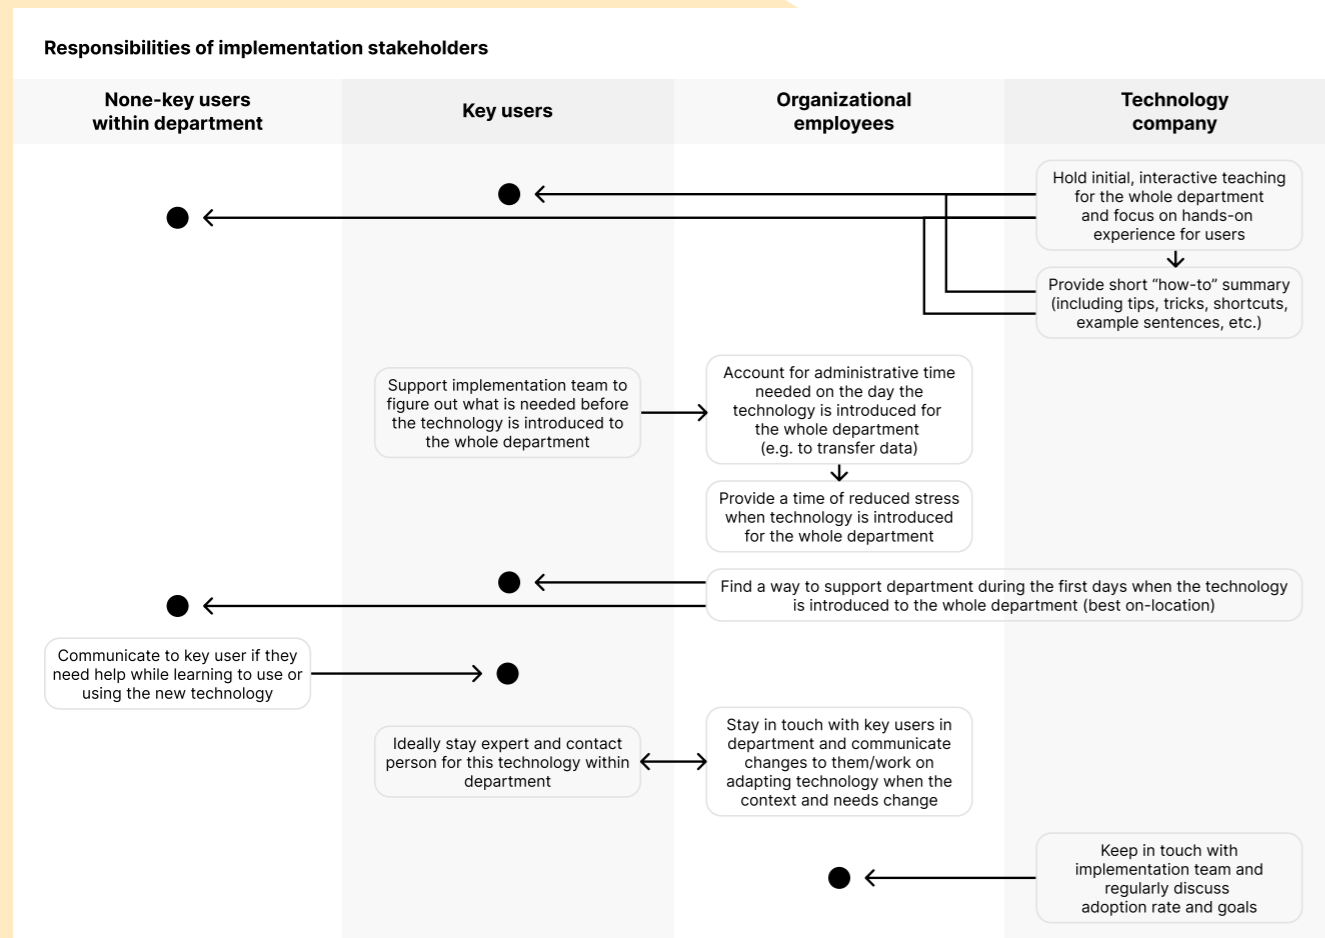 Responsibilities of implementation stakeholders
None-key users
within department
Key users
Organizational
employees
Technology
company
Hold initial, interactive teaching
for the whole department
and focus on hands-on
experience for users
Provide short “how-to” summary
(including tips, tricks, shortcuts,
example sentences, etc.)
Support implementation team to
figure out what is needed before
the technology is introduced to
the whole department
Account for administrative time
needed on the day the
technology is introduced for
the whole department
(e.g. to transfer data)
Provide a time of reduced stress
when technology is introduced
for the whole department
Find a way to support department during the first days when the technology
is introduced to the whole department (best on-location)
Communicate to key user if they
need help while learning to use or
using the new technology
Ideally stay expert and contact
person for this technology within
department
Stay in touch with key users in
department and communicate
changes to them/work on
adapting technology when the
context and needs change
Keep in touch with
implementation team and
regularly discuss
adoption rate and goals